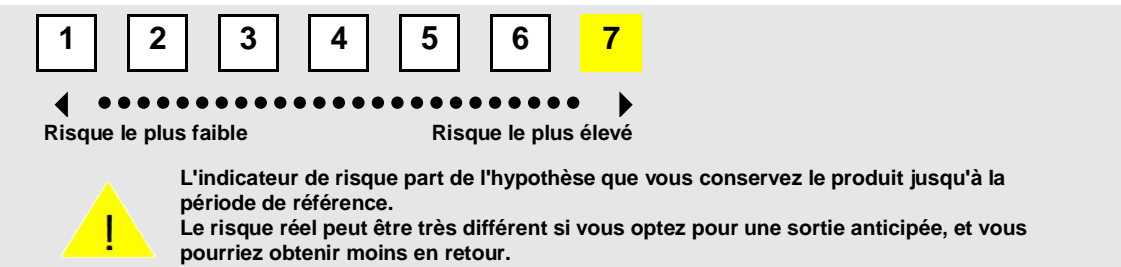 1 2 3 4 5 6 7
Risque le plus faible Risque le plus élevé
L'indicateur de risque part de l'hypothèse que vous conservez le produit jusqu'à la
période de référence.
Le risque réel peut être très différent si vous optez pour une sortie anticipée, et vous
pourriez obtenir moins en retour.
!